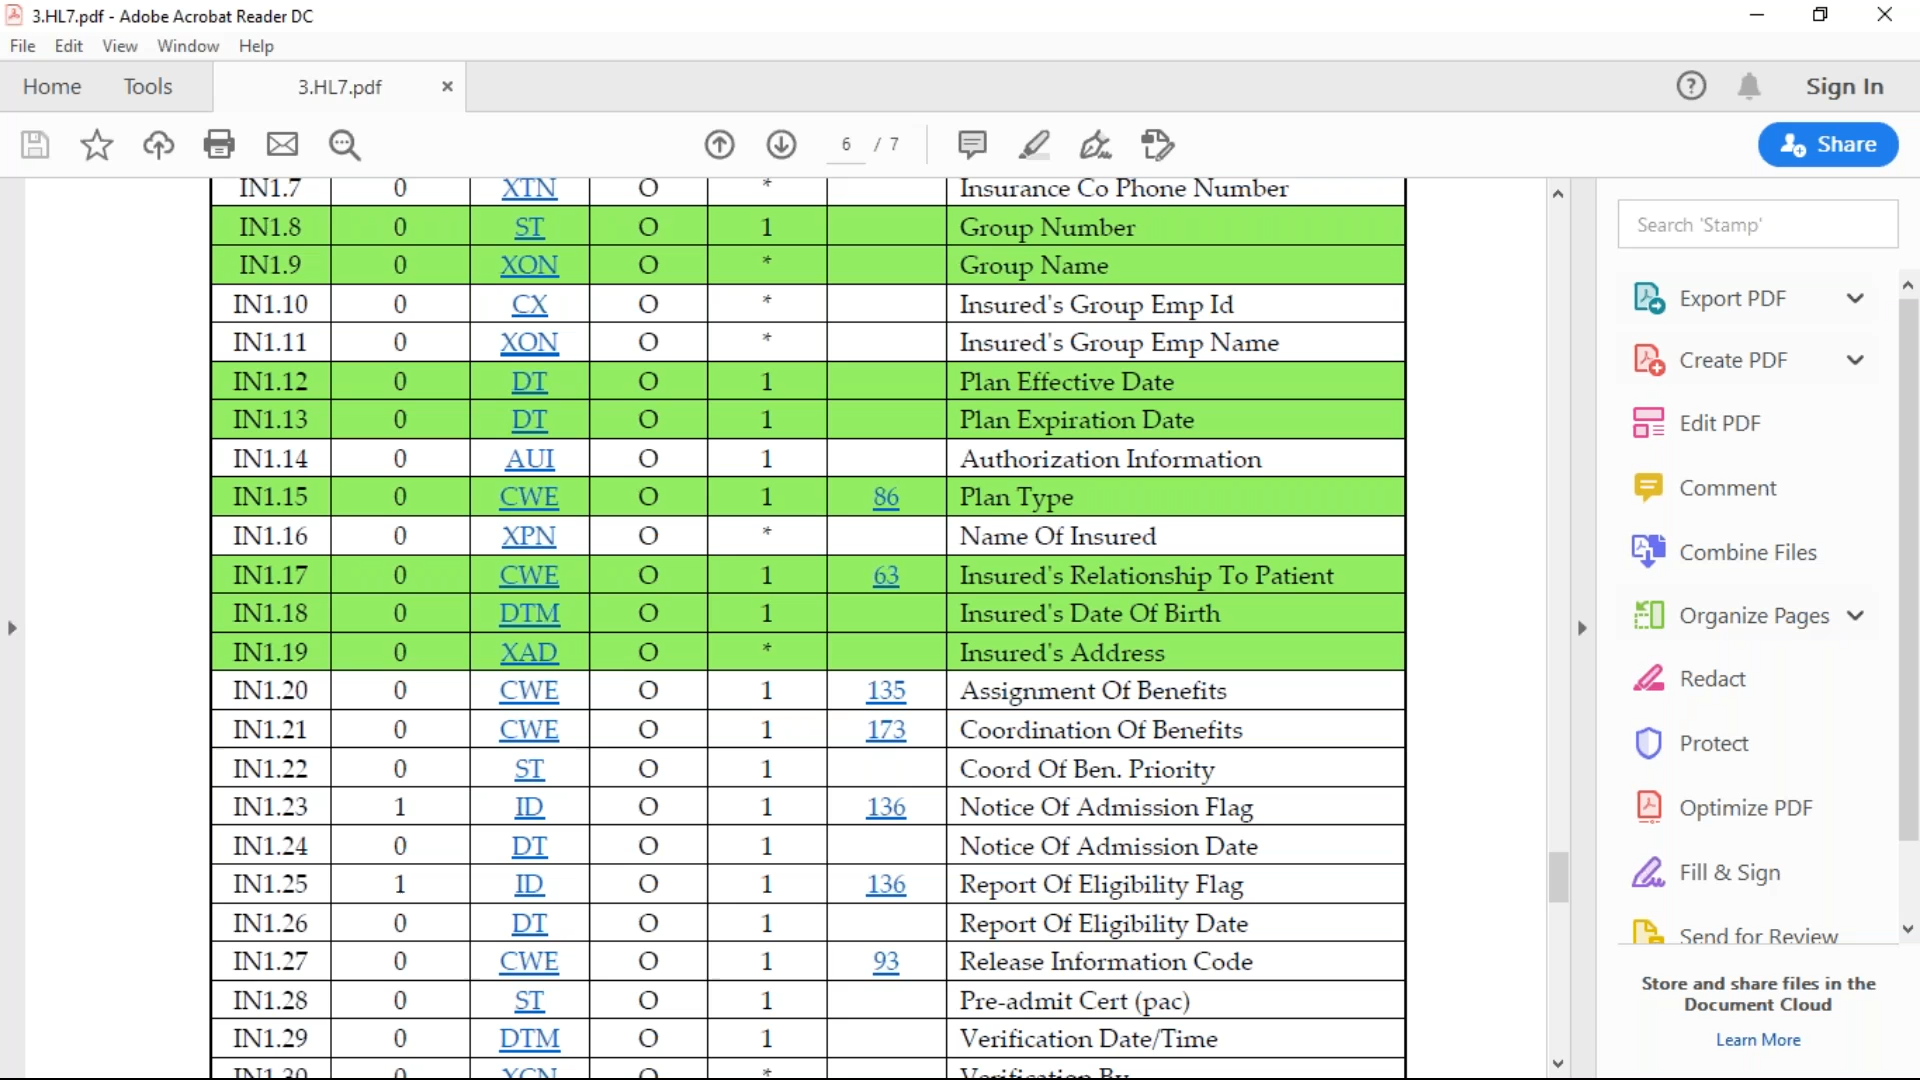 3.HL7.pdf - Adobe Acrobat Reader DC
File Edit View Window Help
Home Tools 3.HL7.pdf × Sign In
6 / 7 Share
IN1.7 0 XTN O * Insurance Co Phone Number
IN1.8 0 ST O 1 Group Number
IN1.9 0 XON O * Group Name
IN1.10 0 CX O * Insured's Group Emp Id
IN1.11 0 XON O * Insured's Group Emp Name
IN1.12 0 DT O 1 Plan Effective Date
IN1.13 0 DT O 1 Plan Expiration Date
IN1.14 0 AUI O 1 Authorization Information
IN1.15 0 CWE O 1 86 Plan Type
IN1.16 0 XPN O * Name Of Insured
IN1.17 0 CWE O 1 63 Insured's Relationship To Patient
IN1.18 0 DTM O 1 Insured's Date Of Birth
IN1.19 0 XAD O * Insured's Address
IN1.20 0 CWE O 1 135 Assignment Of Benefits
IN1.21 0 CWE O 1 173 Coordination Of Benefits
IN1.22 0 ST O 1 Coord Of Ben. Priority
IN1.23 1 ID O 1 136 Notice Of Admission Flag
IN1.24 0 DT O 1 Notice Of Admission Date
IN1.25 1 ID O 1 136 Report Of Eligibility Flag
IN1.26 0 DT O 1 Report Of Eligibility Date
IN1.27 0 CWE O 1 93 Release Information Code
IN1.28 0 ST O 1 Pre-admit Cert (pac)
IN1.29 0 DTM O 1 Verification Date/Time
IN1.30 0 XCN O * Verification By
Search 'Stamp'
Export PDF
Create PDF
Edit PDF
Comment
Combine Files
Organize Pages
Redact
Protect
Optimize PDF
Fill & Sign
Send for Review
Store and share files in the
Document Cloud
Learn More